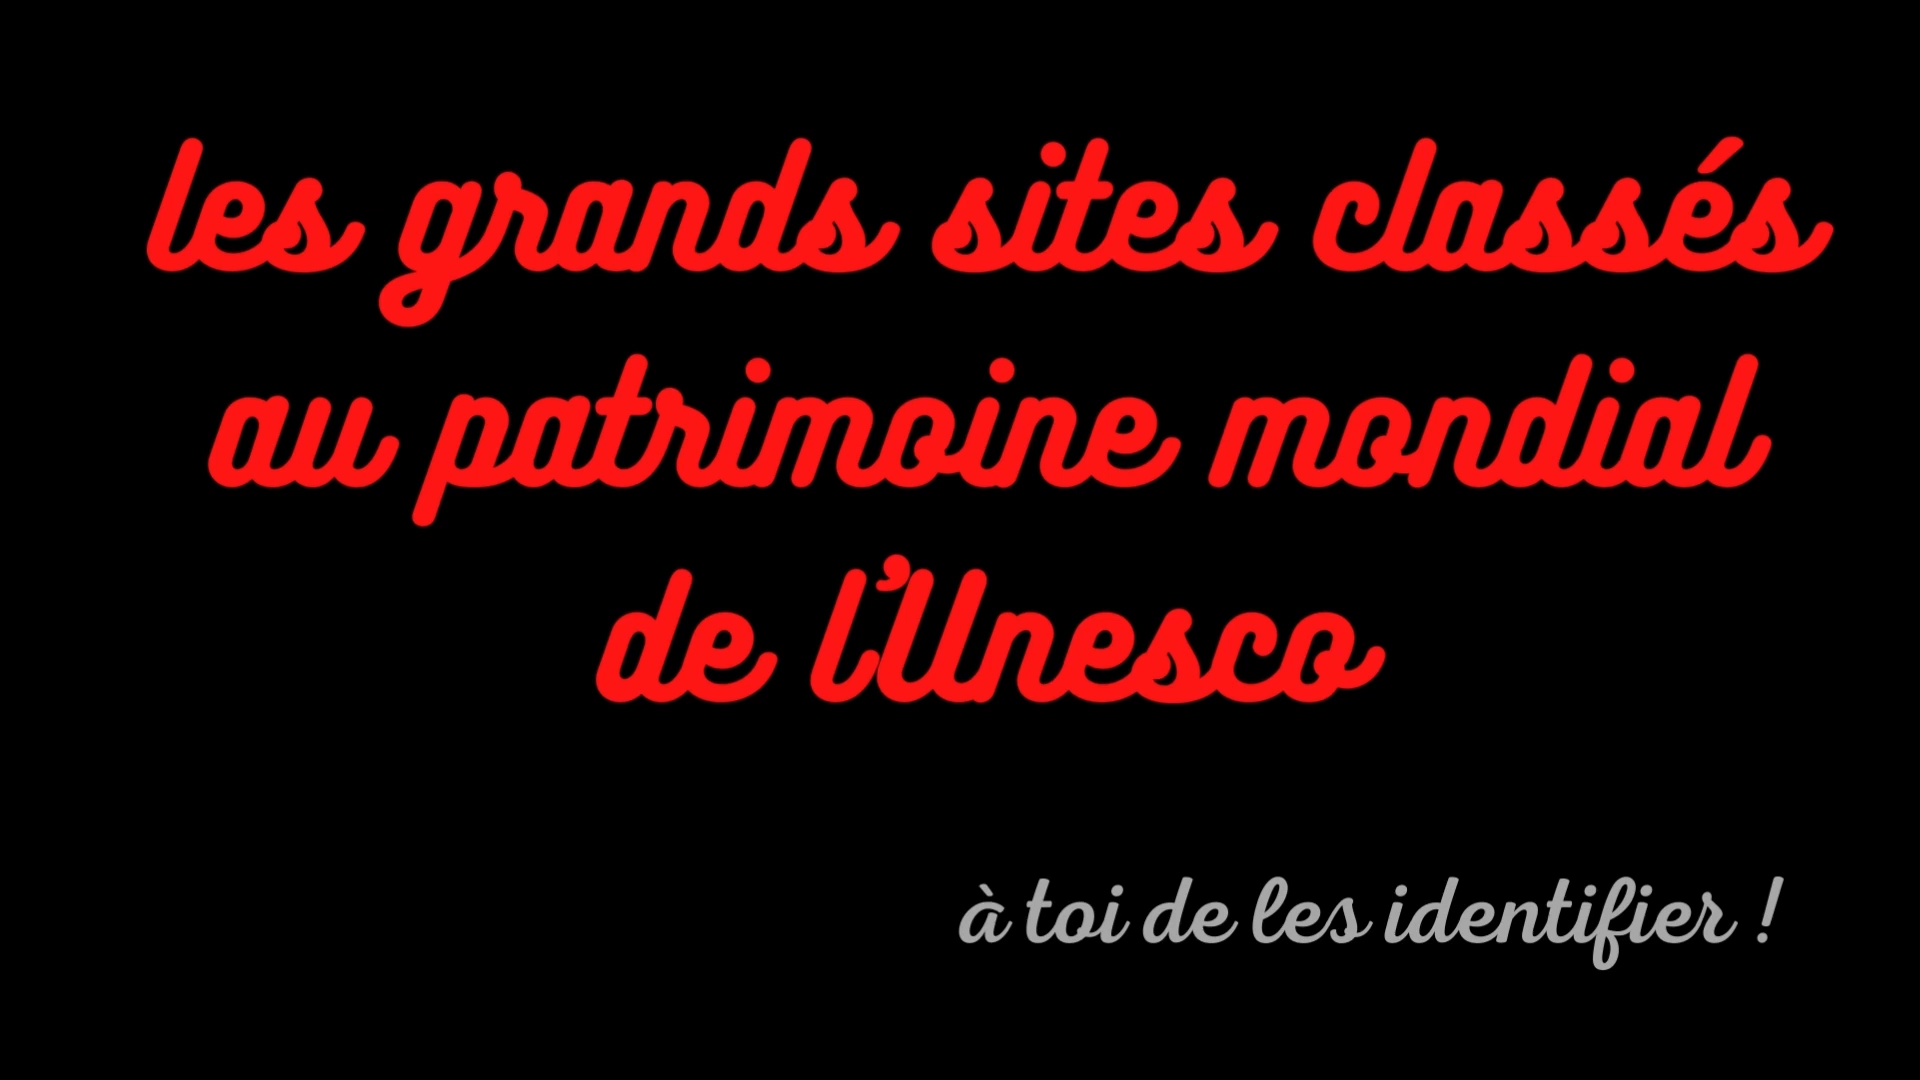 les grands sites classés
au patrimoine mondial
de l'Unesco
à toi de les identifier !